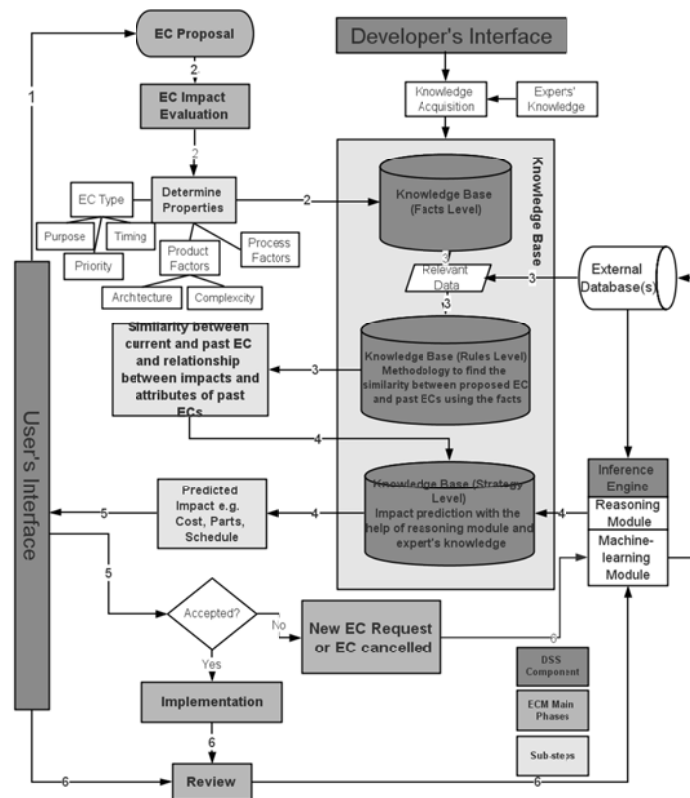 EC Proposal
Developer's Interface
1
2
EC Impact
Evaluation
Knowledge
Acquisition
Experts'
Knowledge
2
Knowledge Base
EC Type
Determine
Properties
2
Knowledge Base
(Facts Level)
Purpose
Timing
Priority
Product
Factors
Process
Factors
Architecture
Complexcity
3
Relevant
Data
3
3
3
External
Database(s)
Similarity between
current and past EC
and relationship
between impacts and
attributes of past
ECs
3
Knowledge Base (Rules Level)
Methodology to find the
similarity between proposed EC
and past ECs using the facts
User's Interface
4
Knowledge Base (Strategy
Level)
Impact prediction with the
help of reasoning module and
expert's knowledge
Inference
Engine
Reasoning
Module
Machine-
learning
Module
4
4
Predicted
Impact e.g.
Cost, Parts,
Schedule
5
5
Accepted?
No
New EC Request
or EC cancelled
6
Yes
Implementation
DSS
Component
ECM Main
Phases
Sub-steps
6
6
Review
6